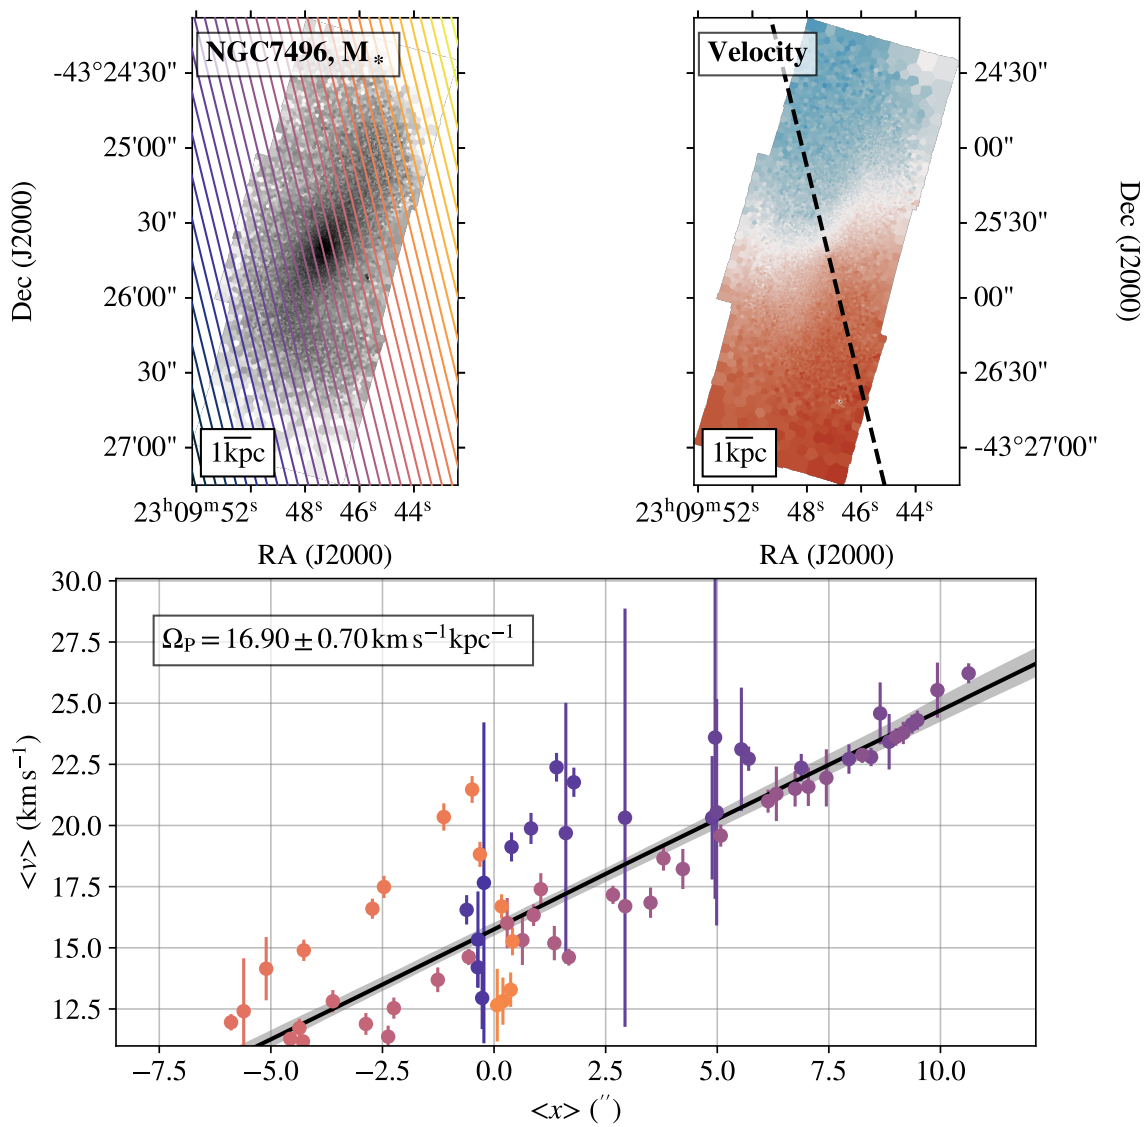 NGC7496, M*
Velocity
-43°24'30"
25'00"
30"
26'00"
30"
27'00"
Dec (J2000)
1kpc
23ʰ09ᵐ52ˢ 48ˢ 46ˢ 44ˢ
RA (J2000)
24'30"
00"
25'30"
00"
26'30"
-43°27'00"
Dec (J2000)
1kpc
23ʰ09ᵐ52ˢ 48ˢ 46ˢ 44ˢ
RA (J2000)
Ω_P = 16.90 ± 0.70 km s⁻¹kpc⁻¹
30.0
27.5
25.0
22.5
20.0
17.5
15.0
12.5
<v> (km s⁻¹)
−7.5 −5.0 −2.5 0.0 2.5 5.0 7.5 10.0
<x> (′′)